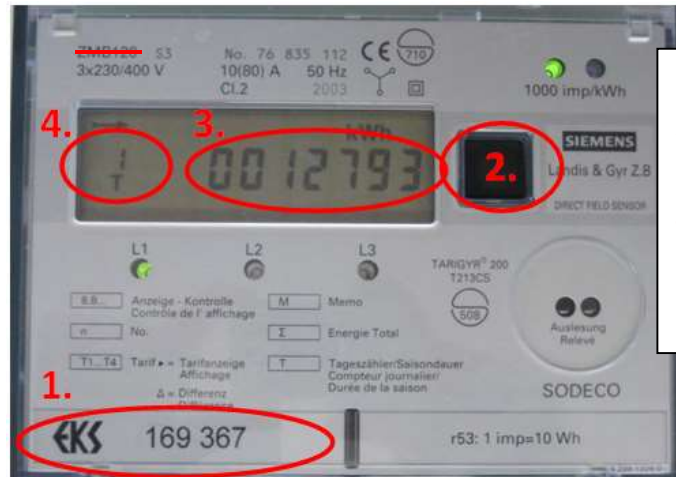 ~~ZMB120~~ S3
3x230/400 V
No. 76 835 112
10(80) A 50 Hz
Cl.2 2003
CE 710
1000 imp/kWh
4.
3.
kWh
1
T
0012793
2.
SIEMENS
Landis & Gyr Z.B
DIRECT FIELD SENSOR
L1 L2 L3
TARIGYR® 200
T213CS
508
8.8... Anzeige - Kontrolle
Contrôle de l' affichage
n No.
T1...T4 Tarif ▸ = Tarifanzeige
Affichage
Δ = Differenz
M Memo
Σ Energie Total
T Tageszähler/Saisondauer
Compteur journalier/
Durée de la saison
Auslesung
Relevé
SODECO
1.
EKS 169 367
r53: 1 imp=10 Wh